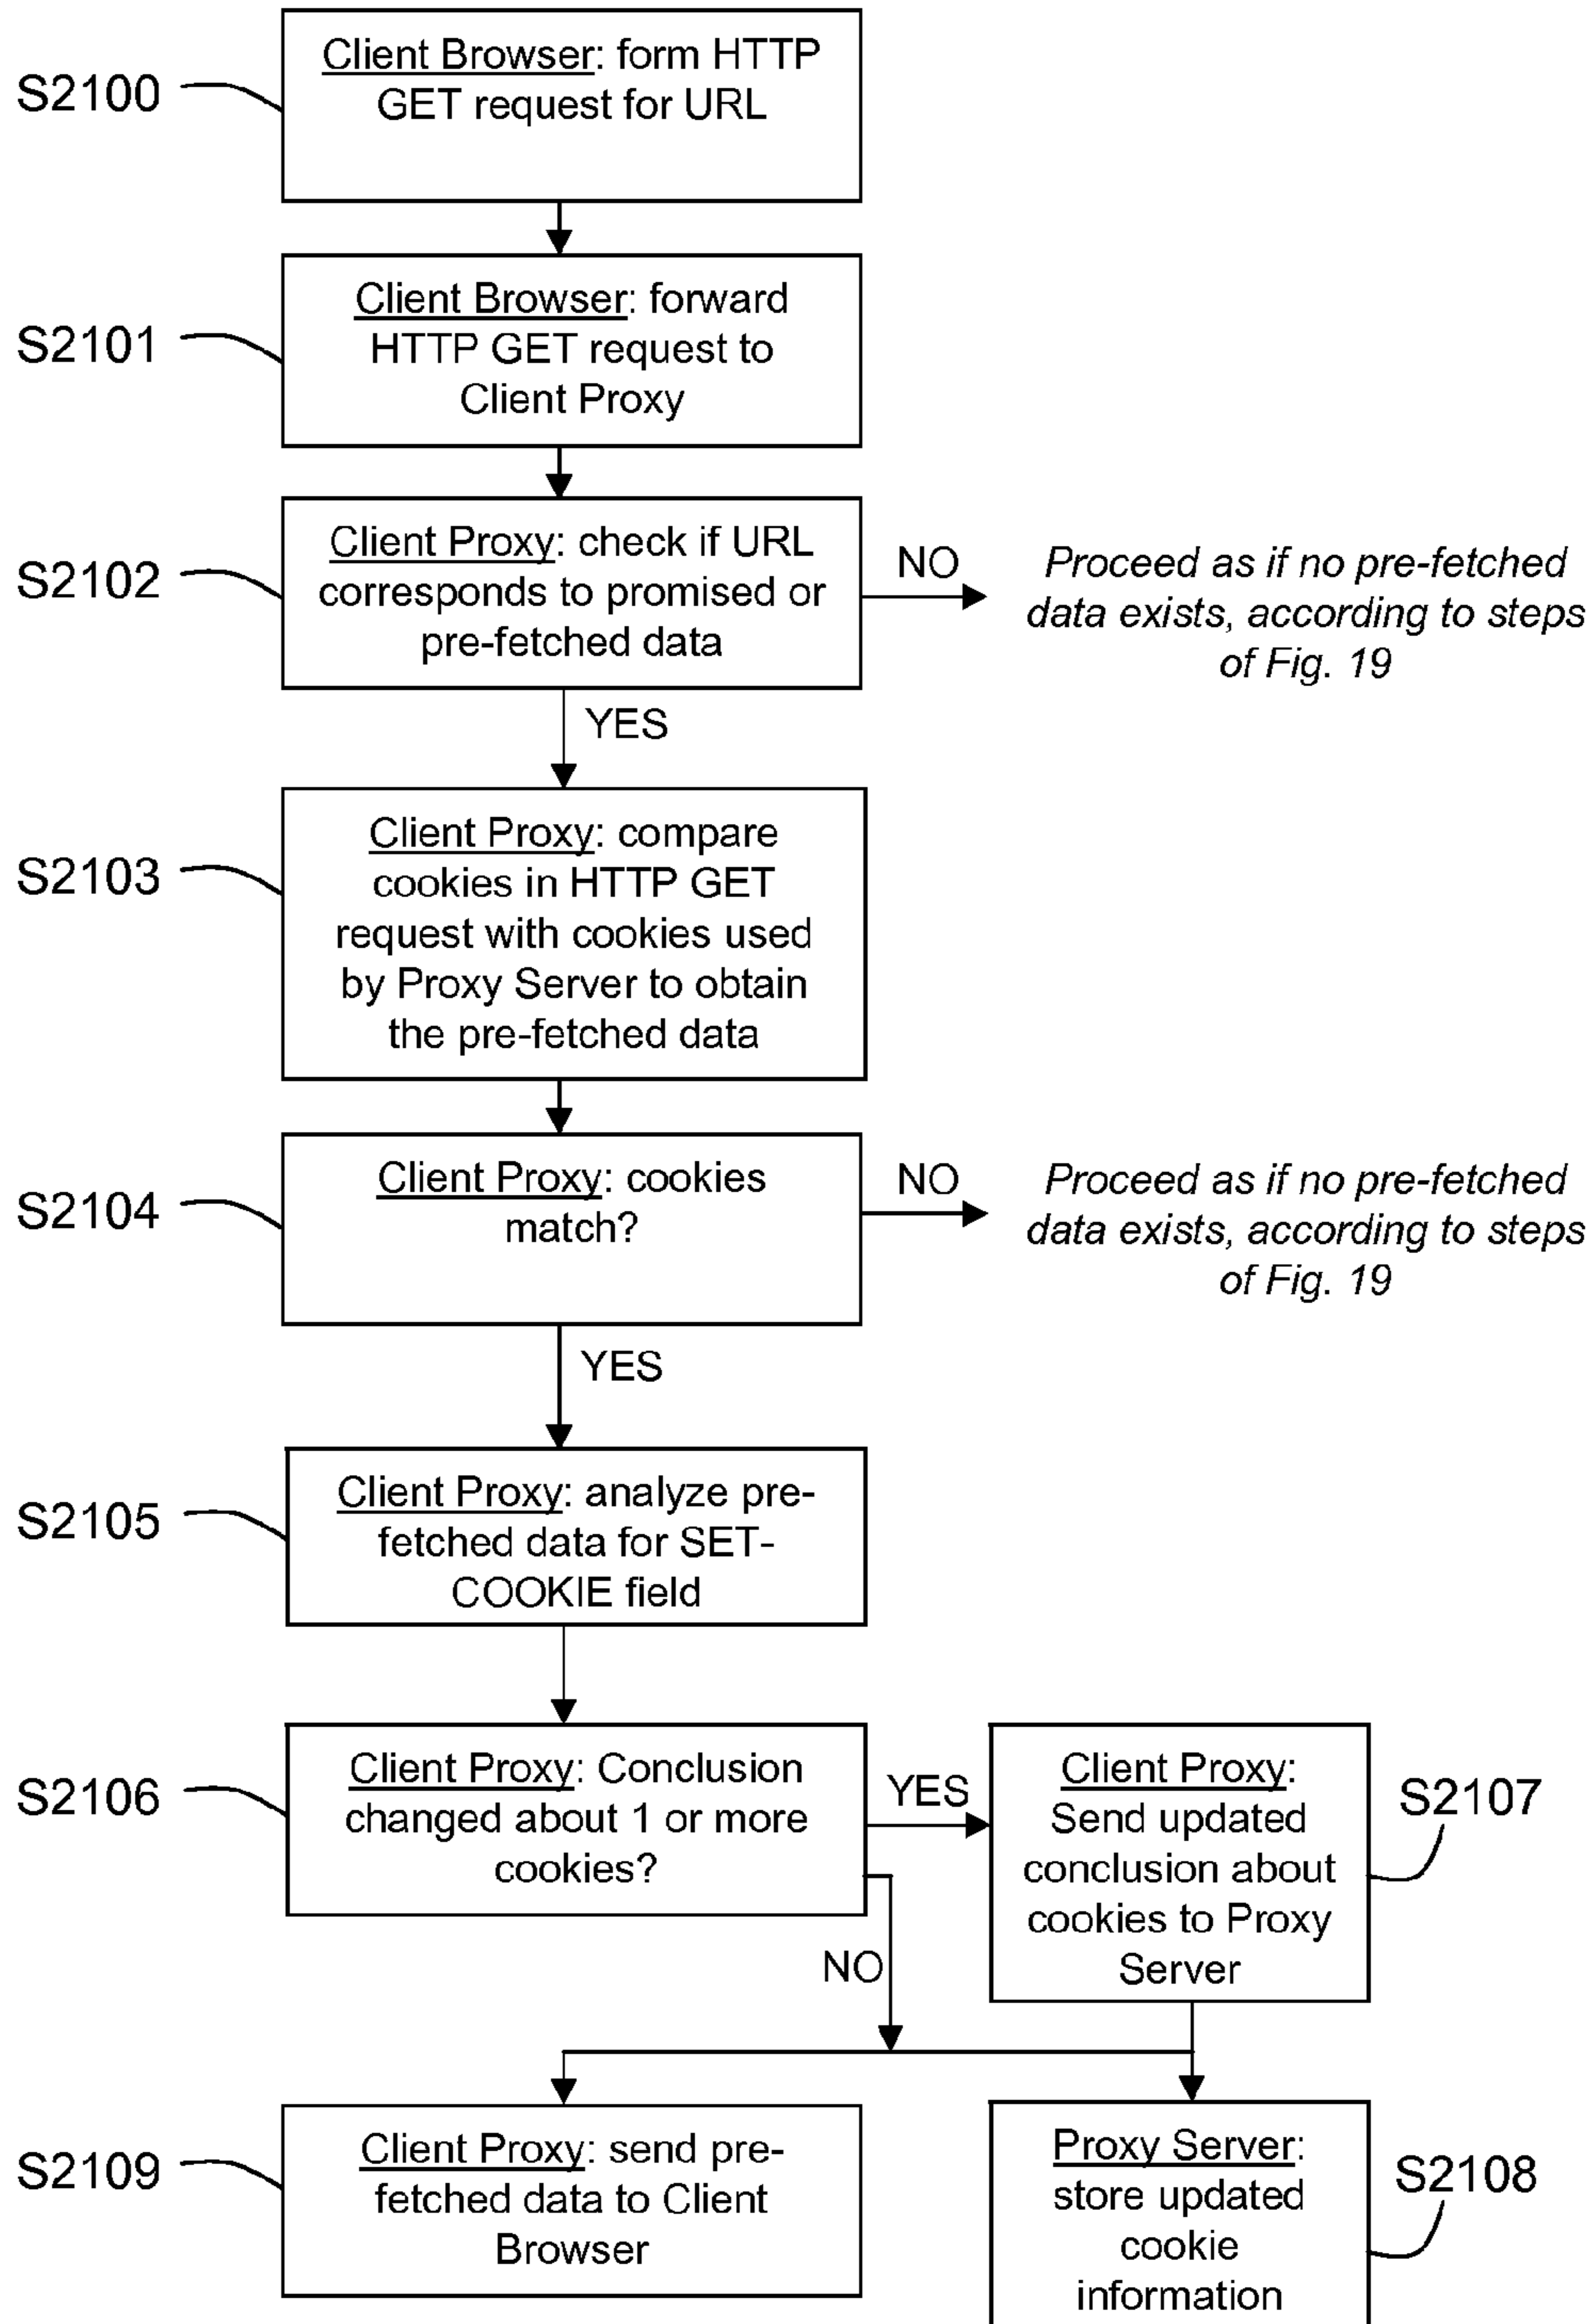 S2100
Client Browser: form HTTP
GET request for URL
S2101
Client Browser: forward
HTTP GET request to
Client Proxy
S2102
Client Proxy: check if URL
corresponds to promised or
pre-fetched data
NO
Proceed as if no pre-fetched
data exists, according to steps
of Fig. 19
YES
S2103
Client Proxy: compare
cookies in HTTP GET
request with cookies used
by Proxy Server to obtain
the pre-fetched data
S2104
Client Proxy: cookies
match?
NO
Proceed as if no pre-fetched
data exists, according to steps
of Fig. 19
YES
S2105
Client Proxy: analyze pre-
fetched data for SET-
COOKIE field
S2106
Client Proxy: Conclusion
changed about 1 or more
cookies?
YES
Client Proxy:
Send updated
conclusion about
cookies to Proxy
Server
S2107
NO
S2109
Client Proxy: send pre-
fetched data to Client
Browser
Proxy Server:
store updated
cookie
information
S2108